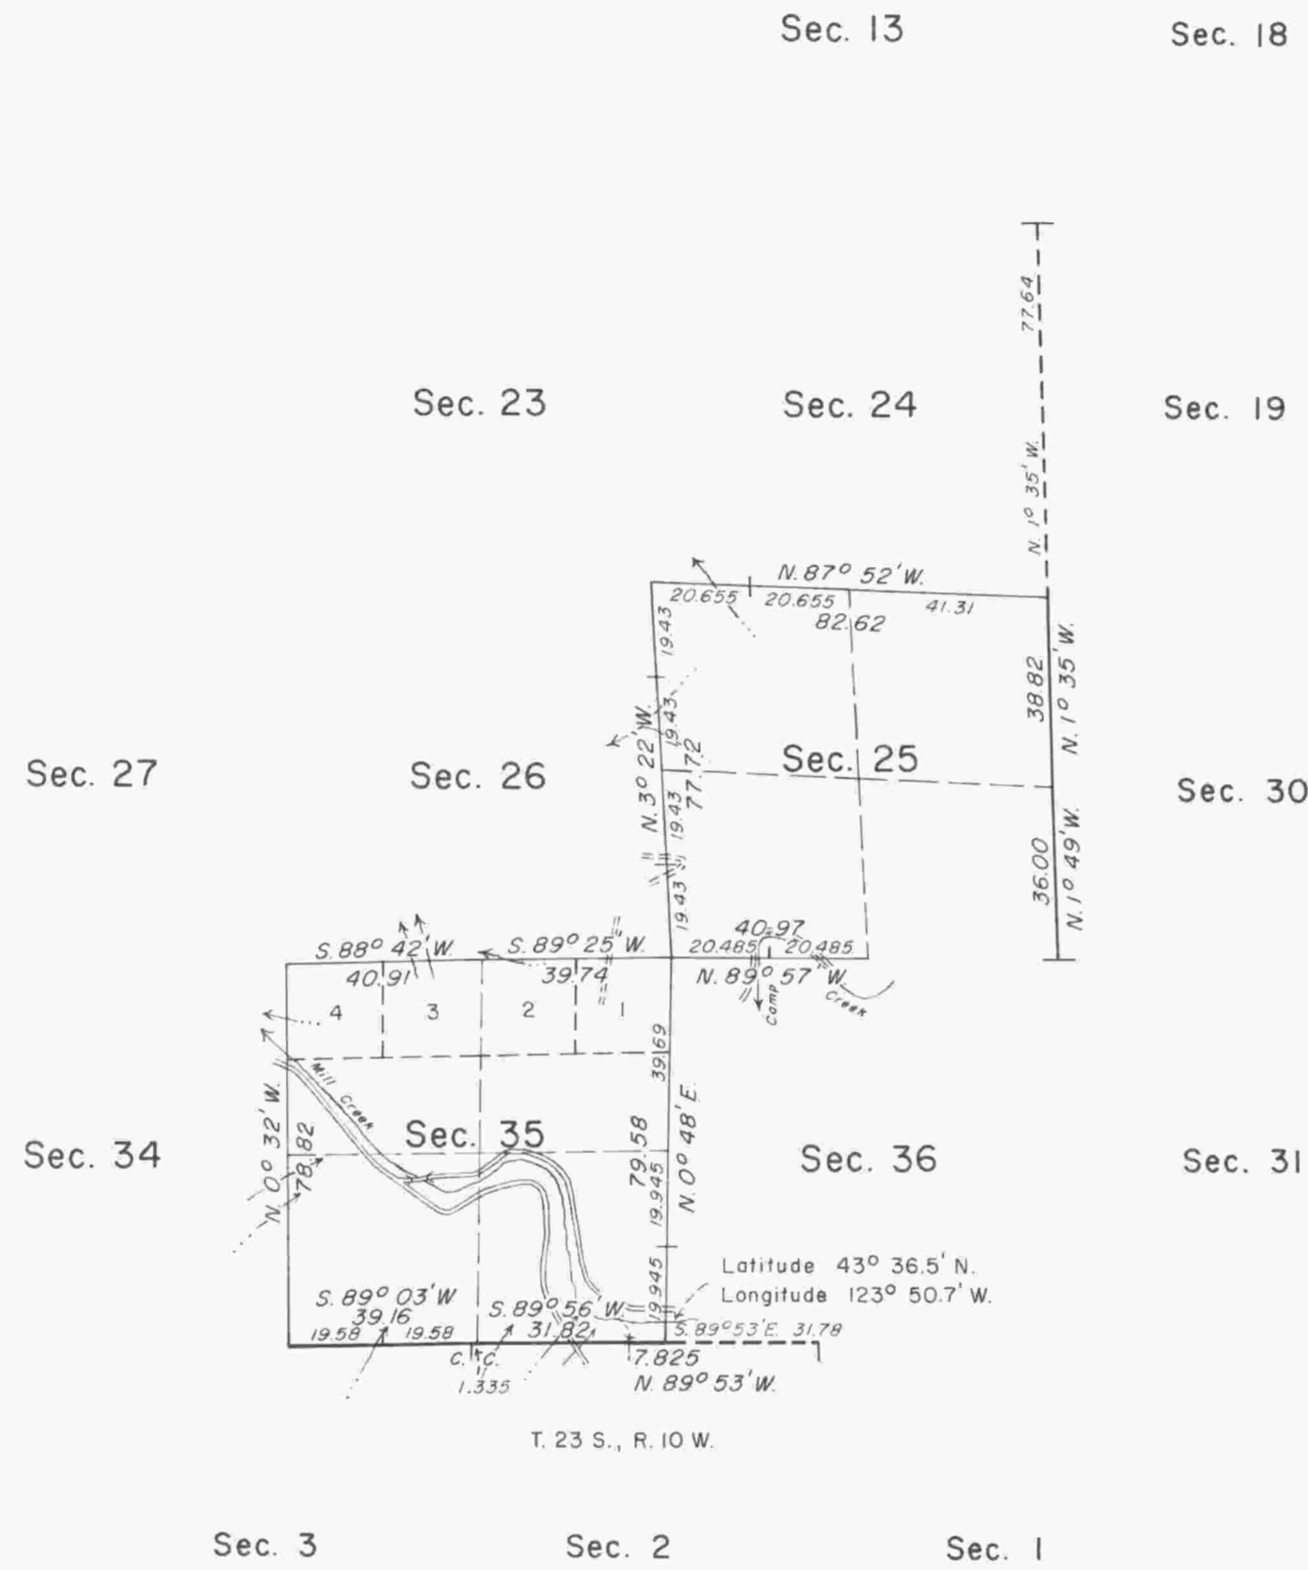 Sec. 13
Sec. 18
77.64
Sec. 23
Sec. 24
Sec. 19
N. 1° 35' W.
N. 87° 52' W.
20.655
20.655
41.31
82.62
19.43
38.82
N. 1° 35' W.
19.43
N. 3° 22' W.
77.72
Sec. 27
Sec. 26
Sec. 25
Sec. 30
19.43
36.00
N. 1° 49' W.
19.43
40.97
S. 88° 42' W.
S. 89° 25' W.
20.485
20.485
40.91
39.74
N. 89° 57' W.
Camp
Creek
4
3
2
1
39.69
Mill Creek
N. 0° 32' W.
78.82
Sec. 34
Sec. 35
79.58
N. 0° 48' E.
Sec. 36
Sec. 31
19.945
Latitude 43° 36.5' N.
Longitude 123° 50.7' W.
19.945
S. 89° 03' W
39.16
S. 89° 56' W.
19.58
19.58
31.82
S. 89° 53' E. 31.78
C. C.
7.825
1.335
N. 89° 53' W.
T. 23 S., R. 10 W.
Sec. 3
Sec. 2
Sec. 1